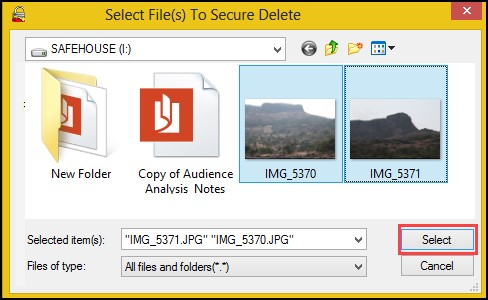 Select File(s) To Secure Delete
SAFEHOUSE (I:)
New Folder
Copy of Audience
Analysis Notes
IMG_5370
IMG_5371
Selected item(s):
"IMG_5371.JPG" "IMG_5370.JPG"
Select
Files of type:
All files and folders(*.*)
Cancel